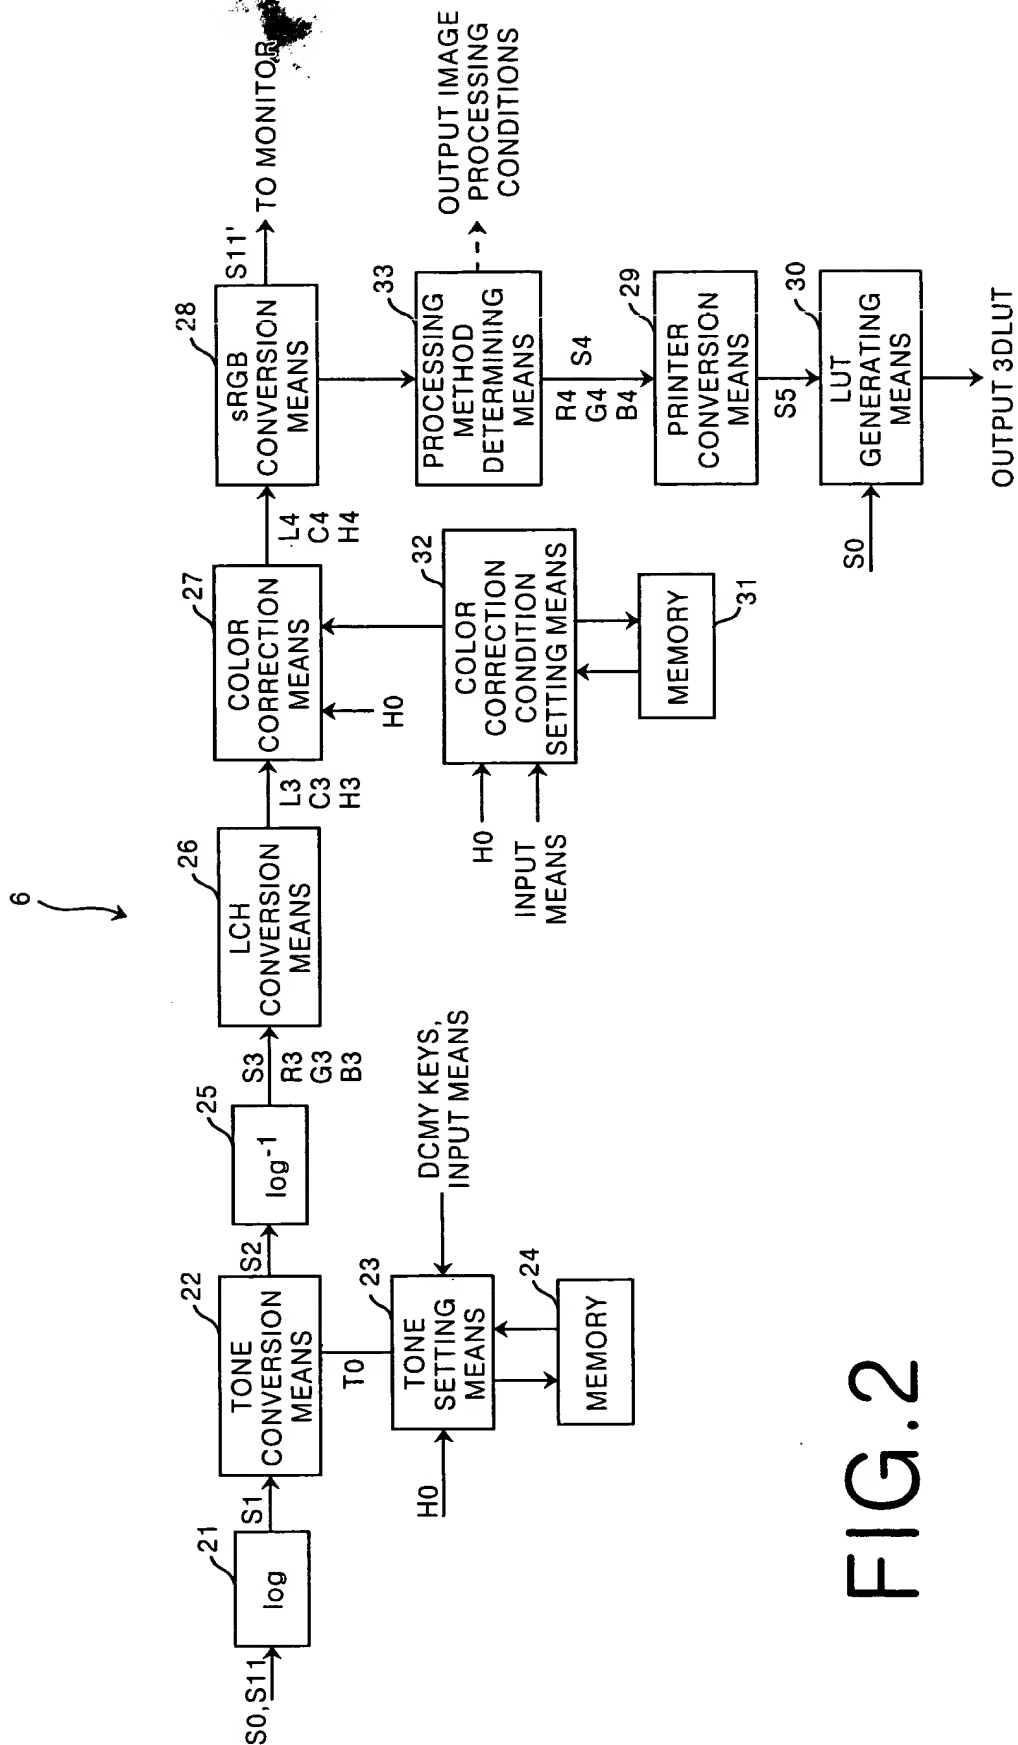 6
S0,S11
21
log
S1
22
TONE
CONVERSION
MEANS
S2
25
log-1
S3
R3
G3
B3
26
LCH
CONVERSION
MEANS
L3
C3
H3
27
COLOR
CORRECTION
MEANS
H0
L4
C4
H4
28
sRGB
CONVERSION
MEANS
S11'
TO MONITOR
T0
23
TONE
SETTING
MEANS
H0
DCMY KEYS,
INPUT MEANS
24
MEMORY
32
COLOR
CORRECTION
CONDITION
SETTING MEANS
H0
INPUT
MEANS
MEMORY
31
33
PROCESSING
METHOD
DETERMINING
MEANS
OUTPUT IMAGE
PROCESSING
CONDITIONS
R4
G4
B4
S4
29
PRINTER
CONVERSION
MEANS
S5
30
LUT
GENERATING
MEANS
S0
OUTPUT 3DLUT
FIG.2